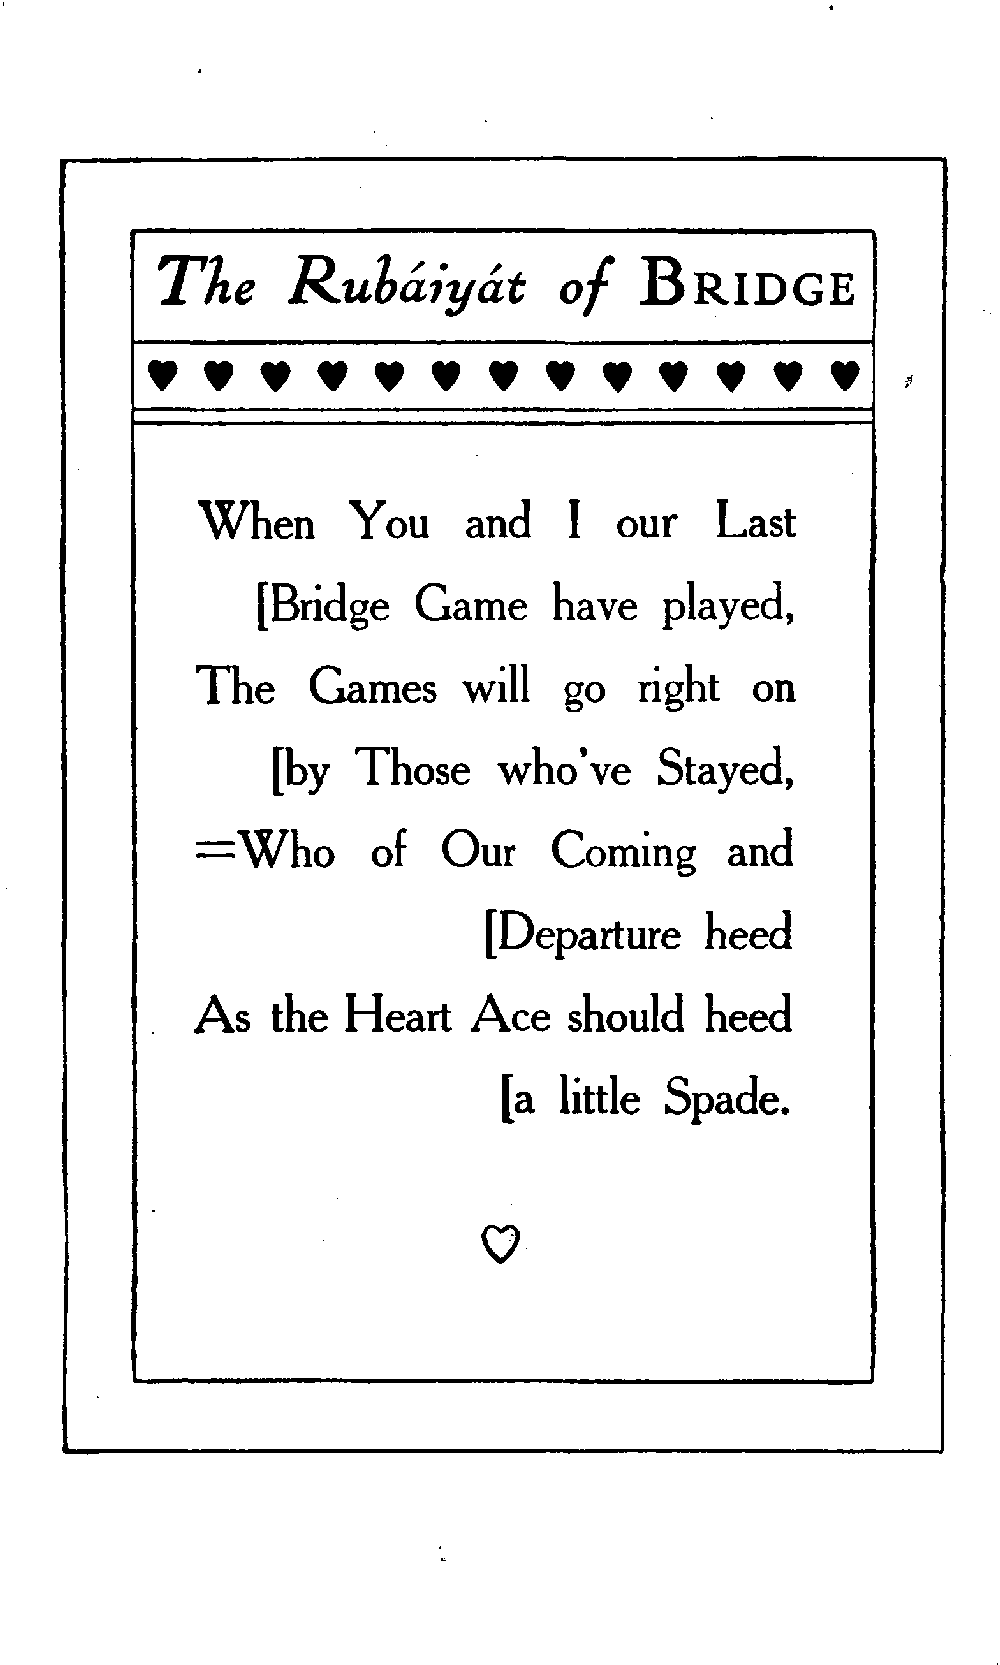 The Rubáiyát of BRIDGE
When You and I our Last
[Bridge Game have played,
The Games will go right on
[by Those who've Stayed,
=Who of Our Coming and
[Departure heed
As the Heart Ace should heed
[a little Spade.